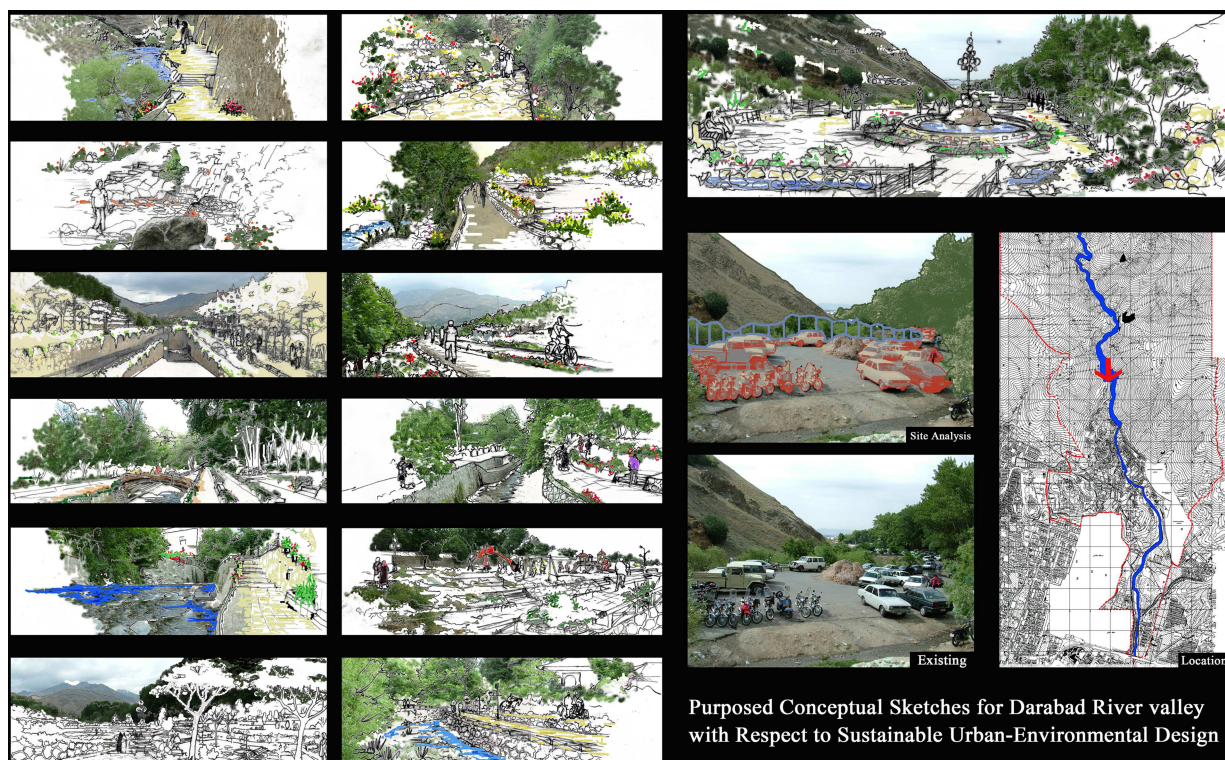 Site Analysis
Existing
Location
Purposed Conceptual Sketches for Darabad River valley
with Respect to Sustainable Urban-Environmental Design